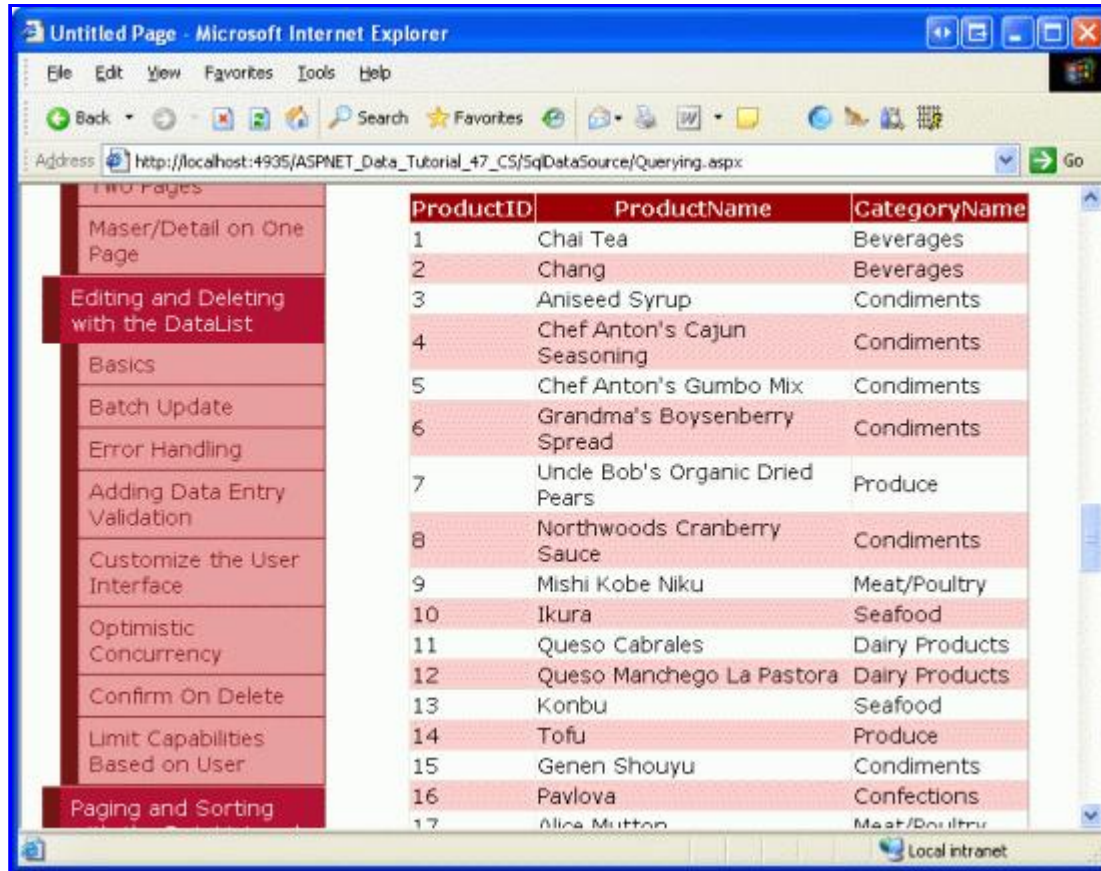 Untitled Page - Microsoft Internet Explorer
File Edit View Favorites Tools Help
Back Search Favorites
Address http://localhost:4935/ASPNET_Data_Tutorial_47_CS/SqlDataSource/Querying.aspx Go
Two Pages
Maser/Detail on One
Page
Editing and Deleting
with the DataList
Basics
Batch Update
Error Handling
Adding Data Entry
Validation
Customize the User
Interface
Optimistic
Concurrency
Confirm On Delete
Limit Capabilities
Based on User
Paging and Sorting
ProductID ProductName CategoryName
1 Chai Tea Beverages
2 Chang Beverages
3 Aniseed Syrup Condiments
4 Chef Anton's Cajun
Seasoning Condiments
5 Chef Anton's Gumbo Mix Condiments
6 Grandma's Boysenberry
Spread Condiments
7 Uncle Bob's Organic Dried
Pears Produce
8 Northwoods Cranberry
Sauce Condiments
9 Mishi Kobe Niku Meat/Poultry
10 Ikura Seafood
11 Queso Cabrales Dairy Products
12 Queso Manchego La Pastora Dairy Products
13 Konbu Seafood
14 Tofu Produce
15 Genen Shouyu Condiments
16 Pavlova Confections
17 Alice Mutton Meat/Poultry
Local intranet